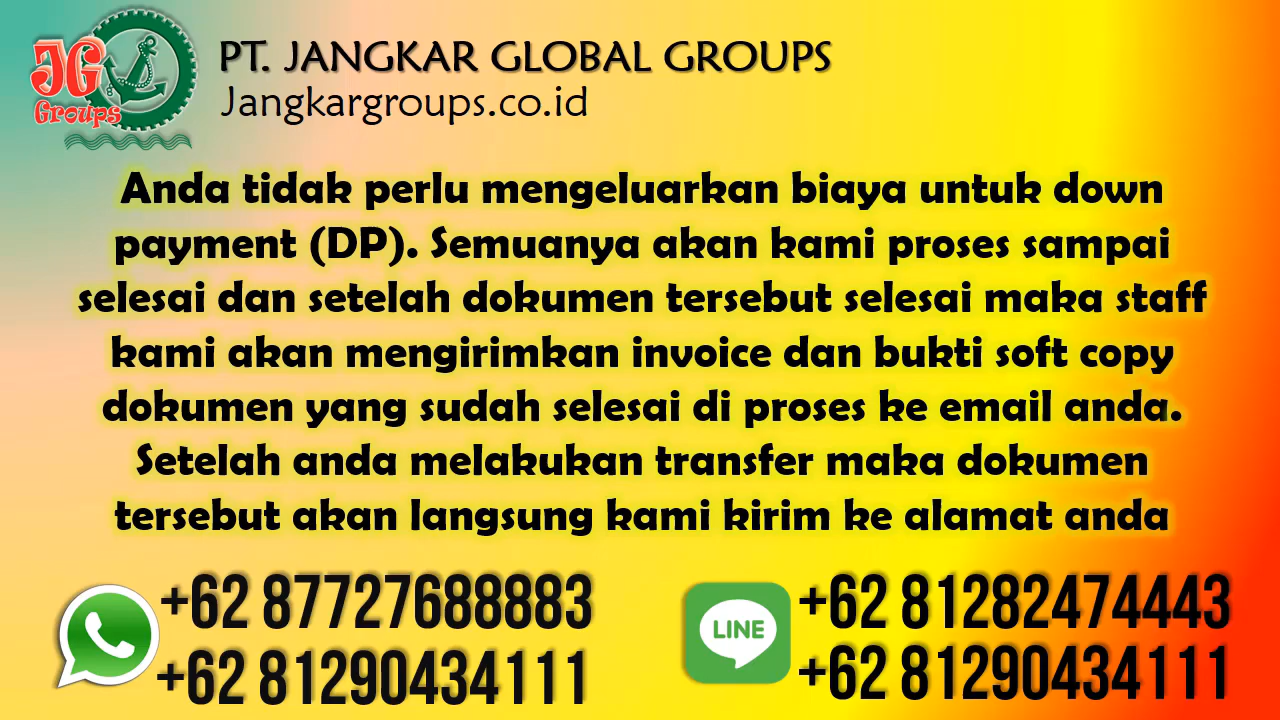 JG
Groups
PT. JANGKAR GLOBAL GROUPS
Jangkargroups.co.id
Anda tidak perlu mengeluarkan biaya untuk down
payment (DP). Semuanya akan kami proses sampai
selesai dan setelah dokumen tersebut selesai maka staff
kami akan mengirimkan invoice dan bukti soft copy
dokumen yang sudah selesai di proses ke email anda.
Setelah anda melakukan transfer maka dokumen
tersebut akan langsung kami kirim ke alamat anda
+62 87727688883
+62 81290434111
LINE
+62 81282474443
+62 81290434111